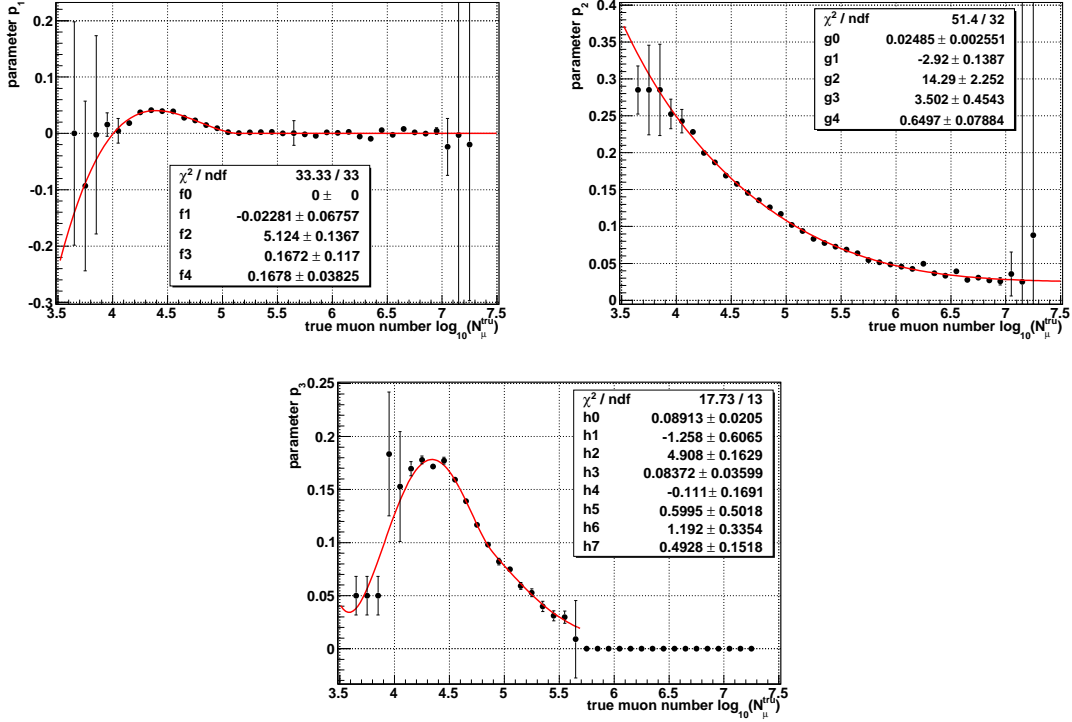 parameter p1
0.2
0.1
0
-0.1
-0.2
-0.3
3.5 4 4.5 5 5.5 6 6.5 7 7.5
true muon number log10(Nμ^tru)
χ² / ndf 33.33 / 33
f0 0 ± 0
f1 -0.02281 ± 0.06757
f2 5.124 ± 0.1367
f3 0.1672 ± 0.117
f4 0.1678 ± 0.03825
parameter p2
0.4
0.35
0.3
0.25
0.2
0.15
0.1
0.05
0
3.5 4 4.5 5 5.5 6 6.5 7 7.5
true muon number log10(Nμ^tru)
χ² / ndf 51.4 / 32
g0 0.02485 ± 0.002551
g1 -2.92 ± 0.1387
g2 14.29 ± 2.252
g3 3.502 ± 0.4543
g4 0.6497 ± 0.07884
parameter p3
0.25
0.2
0.15
0.1
0.05
0
3.5 4 4.5 5 5.5 6 6.5 7 7.5
true muon number log10(Nμ^tru)
χ² / ndf 17.73 / 13
h0 0.08913 ± 0.0205
h1 -1.258 ± 0.6065
h2 4.908 ± 0.1629
h3 0.08372 ± 0.03599
h4 -0.111 ± 0.1691
h5 0.5995 ± 0.5018
h6 1.192 ± 0.3354
h7 0.4928 ± 0.1518